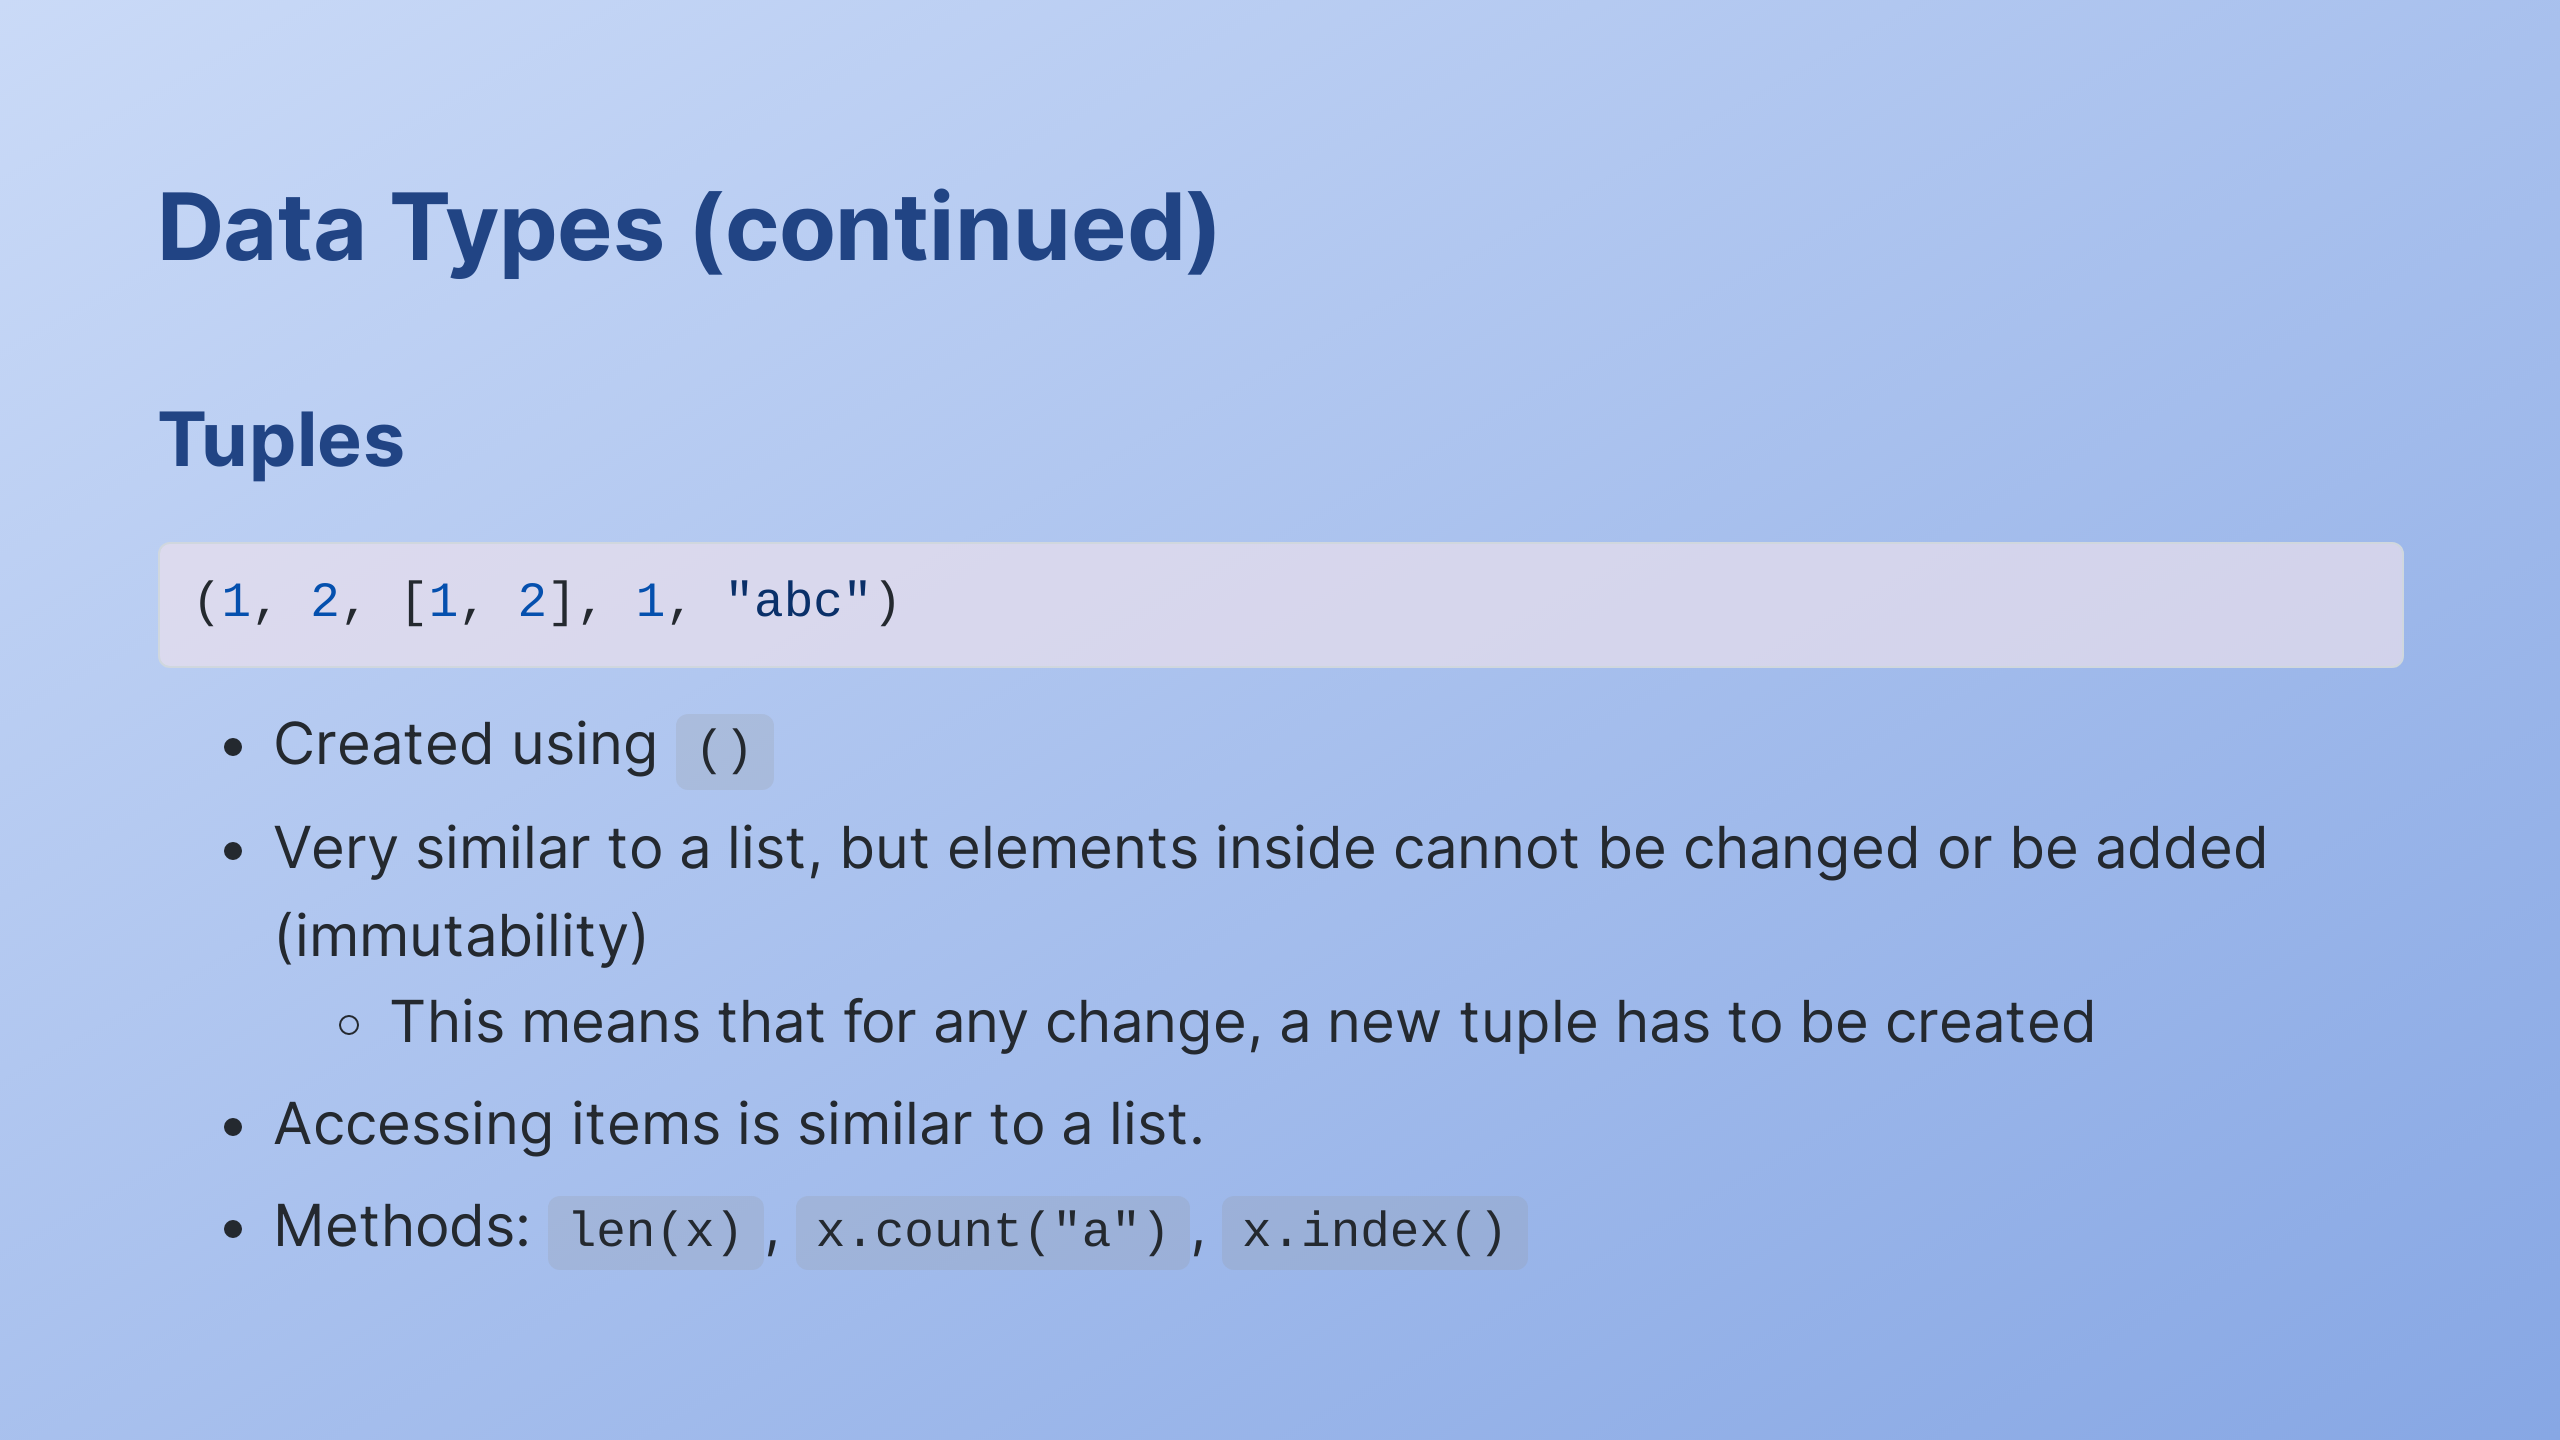 Data Types (continued)
Tuples
(1, 2, [1, 2], 1, "abc")
• Created using ()
• Very similar to a list, but elements inside cannot be changed or be added
(immutability)
◦ This means that for any change, a new tuple has to be created
• Accessing items is similar to a list.
• Methods: len(x), x.count("a"), x.index()